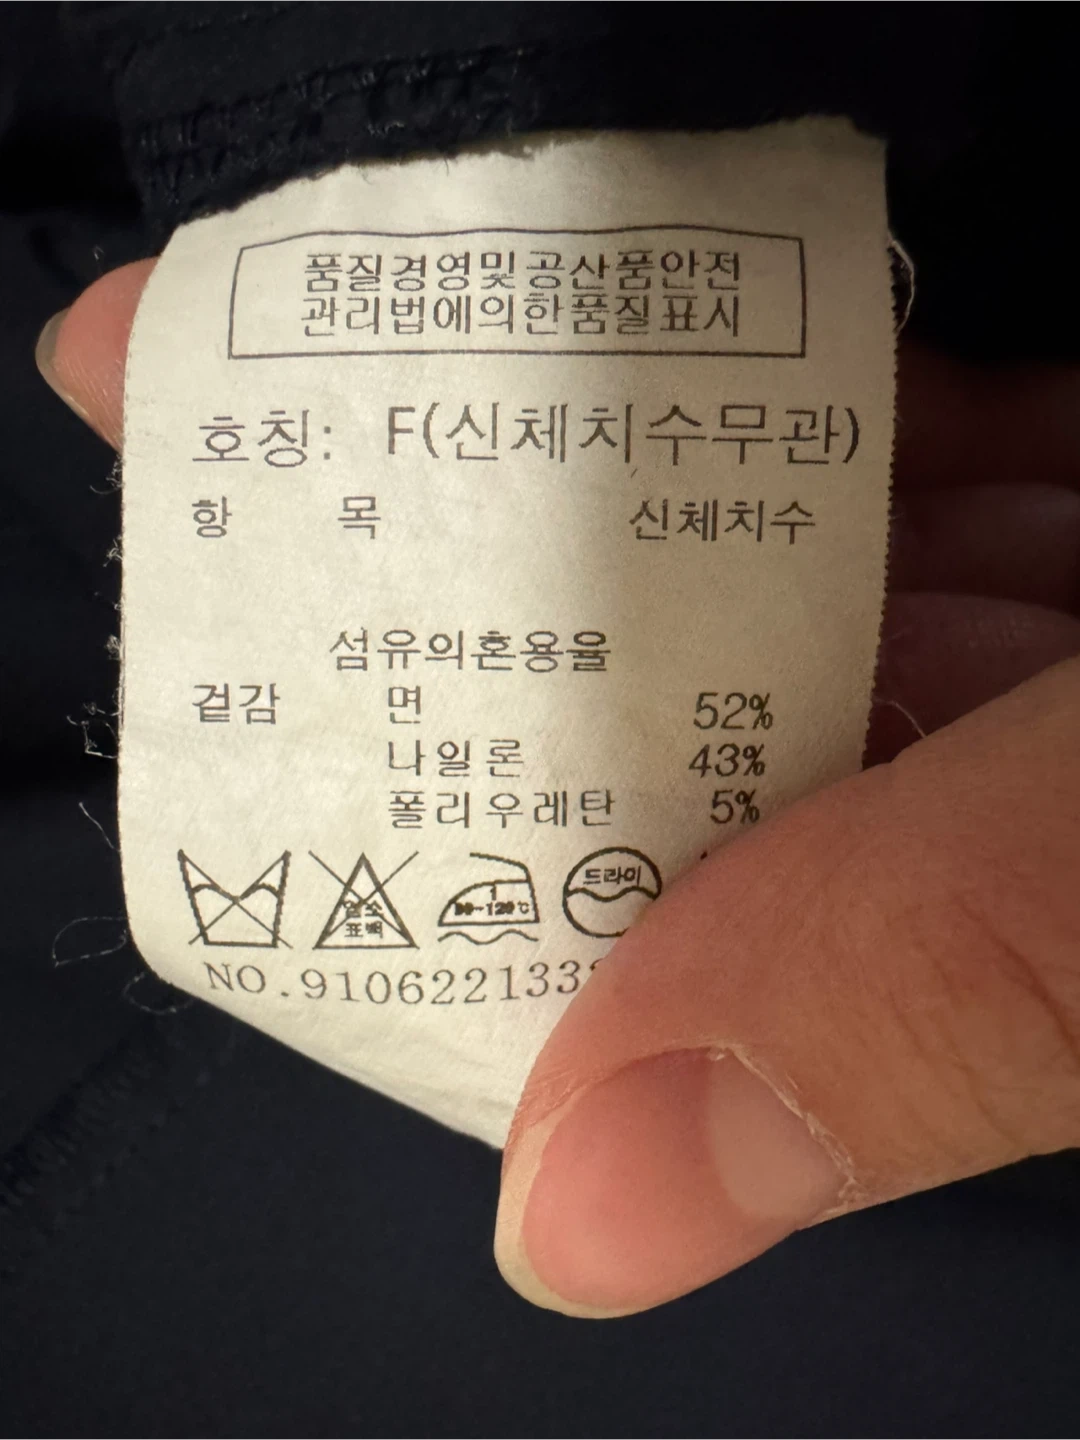 품질경영및공산품안전
관리법에의한품질표시
호칭: F(신체치수무관)
항 목 신체치수
섬유의혼용율
겉감 면 52%
나일론 43%
폴리우레탄 5%
염소
표백
1
80~120℃
드라이